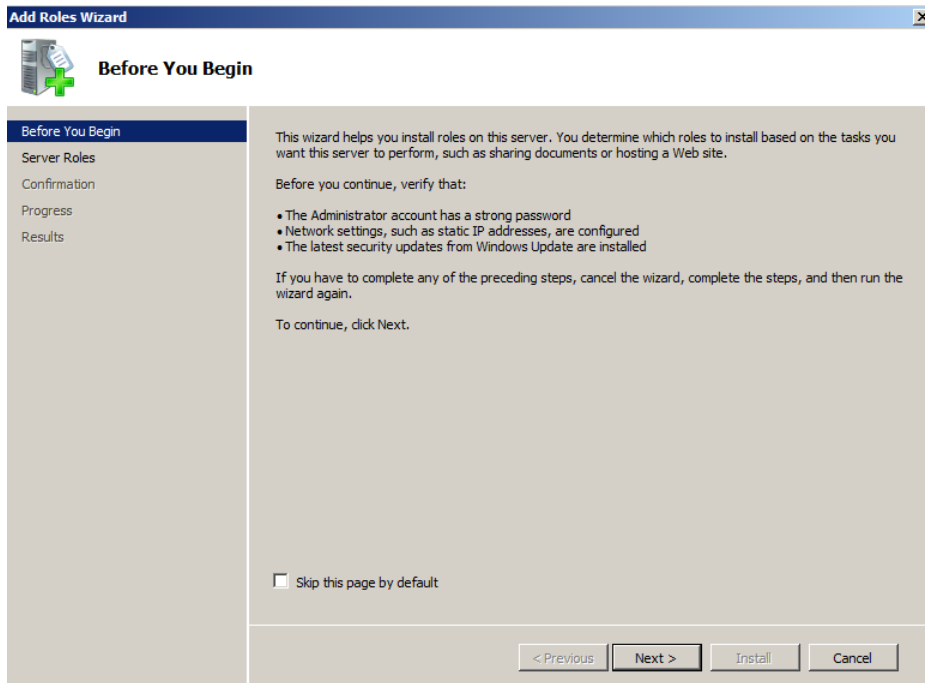 Add Roles Wizard
Before You Begin
Before You Begin
Server Roles
Confirmation
Progress
Results
This wizard helps you install roles on this server. You determine which roles to install based on the tasks you
want this server to perform, such as sharing documents or hosting a Web site.
Before you continue, verify that:
• The Administrator account has a strong password
• Network settings, such as static IP addresses, are configured
• The latest security updates from Windows Update are installed
If you have to complete any of the preceding steps, cancel the wizard, complete the steps, and then run the
wizard again.
To continue, click Next.
Skip this page by default
< Previous
Next >
Install
Cancel